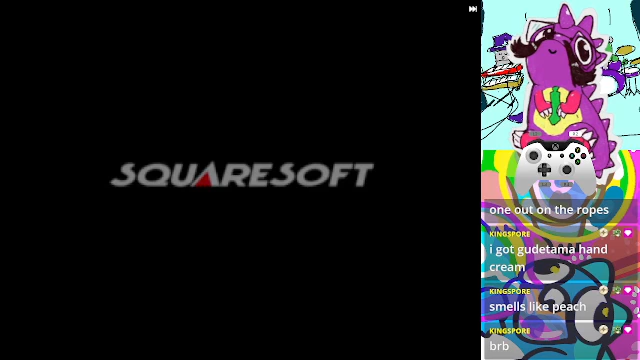 SQUARESOFT
one out on the ropes
KINGSPORE
i got gudetama hand
cream
KINGSPORE
smells like peach
KINGSPORE
brb